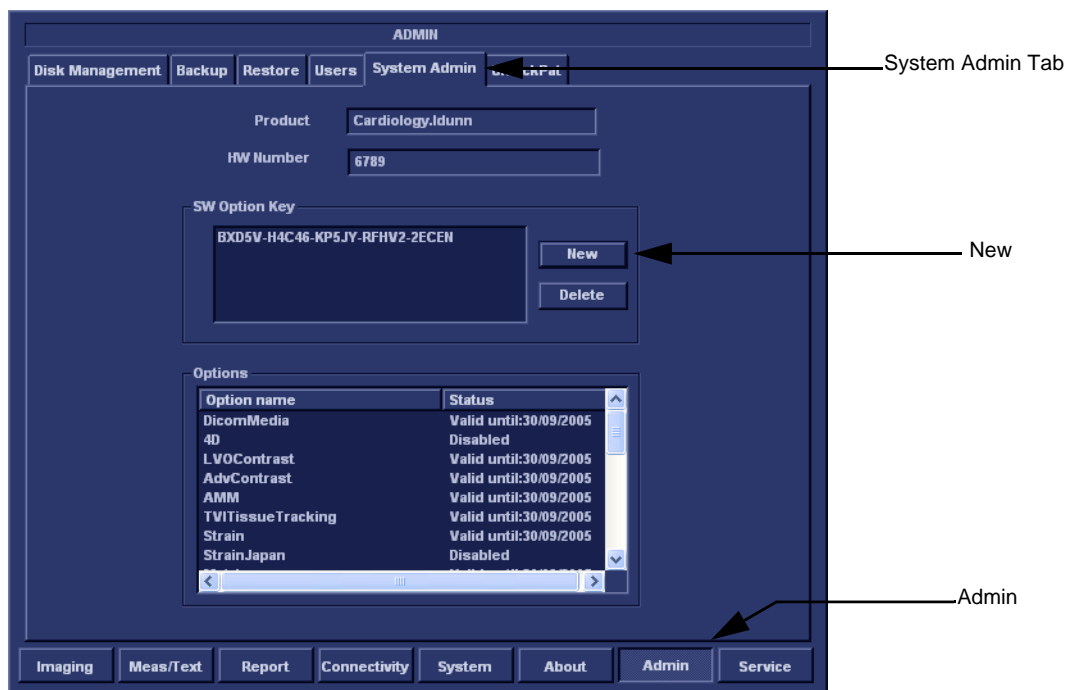 ADMIN
Disk Management Backup Restore Users System Admin
System Admin Tab
Product Cardiology.Idunn
HW Number 6789
SW Option Key
BXD5V-H4C46-KP5JY-RFHV2-2ECEN
New
New
Delete
Options
Option name Status
DicomMedia Valid until:30/09/2005
4D Disabled
LVOContrast Valid until:30/09/2005
AdvContrast Valid until:30/09/2005
AMM Valid until:30/09/2005
TVITissueTracking Valid until:30/09/2005
Strain Valid until:30/09/2005
StrainJapan Disabled
Admin
Imaging Meas/Text Report Connectivity System About Admin Service